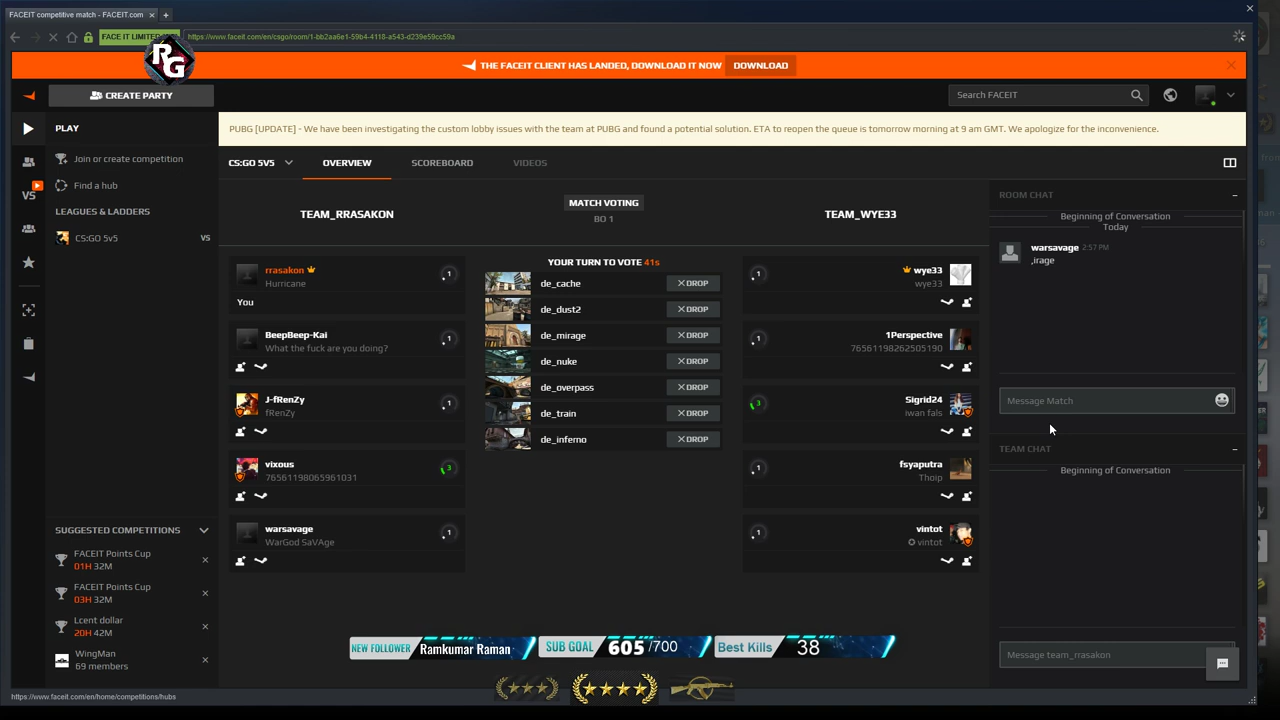 FACEIT competitive match - FACEIT.com
FACE IT LIMITED
https://www.faceit.com/en/csgo/room/1-bb2aa6e1-59b4-4118-a543-d239e59cc59a
RG
THE FACEIT CLIENT HAS LANDED, DOWNLOAD IT NOW DOWNLOAD
CREATE PARTY
Search FACEIT
PLAY
PUBG [UPDATE] - We have been investigating the custom lobby issues with the team at PUBG and found a potential solution. ETA to reopen the queue is tomorrow morning at 9 am GMT. We apologize for the inconvenience.
Join or create competition
Find a hub
VS
LEAGUES & LADDERS
CS:GO 5v5 VS
CS:GO 5V5 OVERVIEW SCOREBOARD VIDEOS
TEAM_RRASAKON
MATCH VOTING
BO 1
TEAM_WYE33
YOUR TURN TO VOTE 41s
rrasakon
Hurricane
1
You
BeepBeep-Kai
What the fuck are you doing?
1
J-fRenZy
fRenZy
1
vixous
76561198065961031
3
warsavage
WarGod SaVAge
1
de_cache DROP
de_dust2 DROP
de_mirage DROP
de_nuke DROP
de_overpass DROP
de_train DROP
de_inferno DROP
1
wye33
wye33
1
1Perspective
76561198262505190
3
Sigrid24
iwan fals
1
fsyaputra
Thoip
1
vintot
✪ vintot
ROOM CHAT
Beginning of Conversation
Today
warsavage 2:57 PM
,irage
Message Match
TEAM CHAT
Beginning of Conversation
Message team_rrasakon
SUGGESTED COMPETITIONS
FACEIT Points Cup
01H 32M
FACEIT Points Cup
03H 32M
Lcent dollar
20H 42M
WingMan
69 members
NEW FOLLOWER Ramkumar Raman
SUB GOAL 605 /700
Best Kills 38
https://www.faceit.com/en/home/competitions/hubs